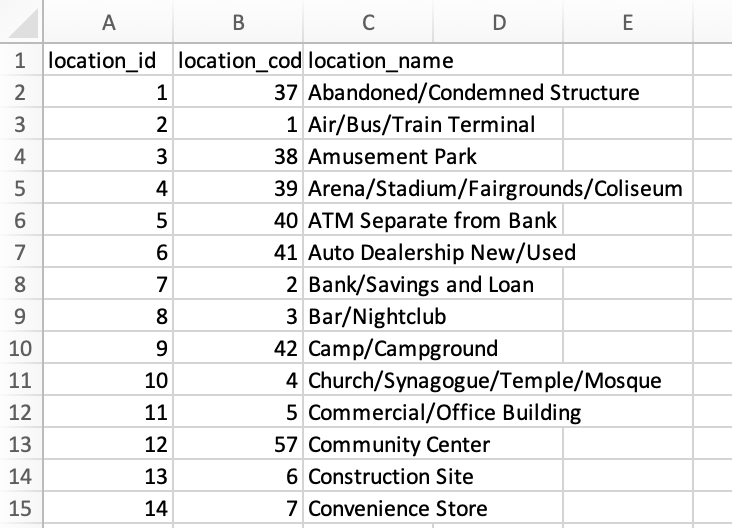 A B C D E
1 location_id location_cod location_name
2 1 37 Abandoned/Condemned Structure
3 2 1 Air/Bus/Train Terminal
4 3 38 Amusement Park
5 4 39 Arena/Stadium/Fairgrounds/Coliseum
6 5 40 ATM Separate from Bank
7 6 41 Auto Dealership New/Used
8 7 2 Bank/Savings and Loan
9 8 3 Bar/Nightclub
10 9 42 Camp/Campground
11 10 4 Church/Synagogue/Temple/Mosque
12 11 5 Commercial/Office Building
13 12 57 Community Center
14 13 6 Construction Site
15 14 7 Convenience Store